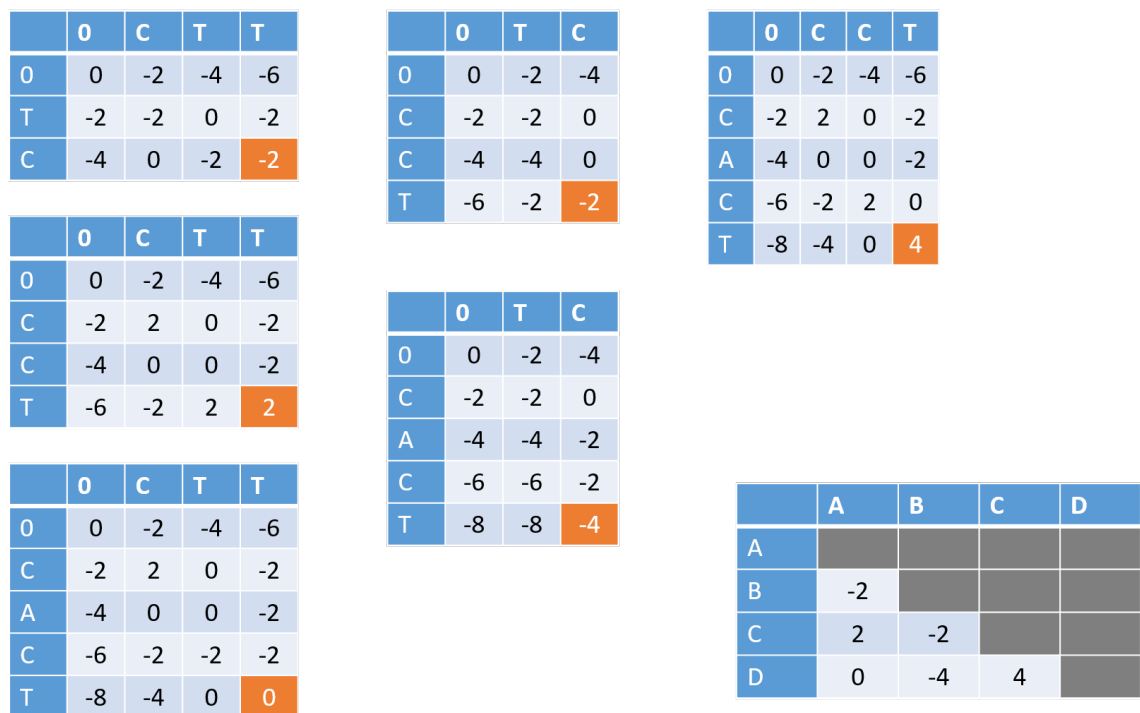 0 C T T
0 0 -2 -4 -6
T -2 -2 0 -2
C -4 0 -2 -2
0 C T T
0 0 -2 -4 -6
C -2 2 0 -2
C -4 0 0 -2
T -6 -2 2 2
0 C T T
0 0 -2 -4 -6
C -2 2 0 -2
A -4 0 0 -2
C -6 -2 -2 -2
T -8 -4 0 0
0 T C
0 0 -2 -4
C -2 -2 0
C -4 -4 0
T -6 -2 -2
0 T C
0 0 -2 -4
C -2 -2 0
A -4 -4 -2
C -6 -6 -2
T -8 -8 -4
0 C C T
0 0 -2 -4 -6
C -2 2 0 -2
A -4 0 0 -2
C -6 -2 2 0
T -8 -4 0 4
A B C D
A
B -2
C 2 -2
D 0 -4 4